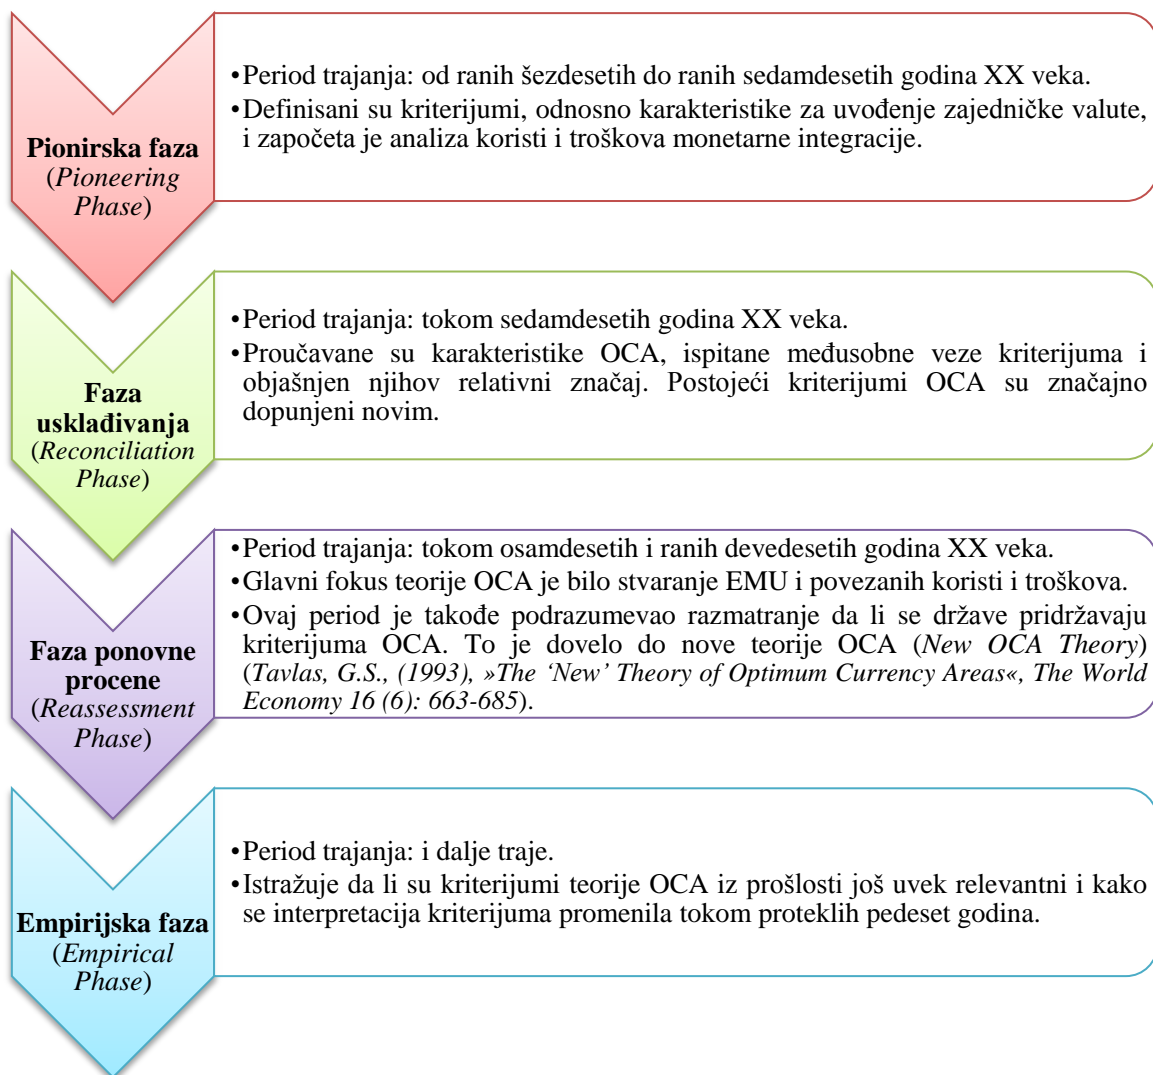 Pionirska faza
(Pioneering
Phase)
•Period trajanja: od ranih šezdesetih do ranih sedamdesetih godina XX veka.
•Definisani su kriterijumi, odnosno karakteristike za uvođenje zajedničke valute,
i započeta je analiza koristi i troškova monetarne integracije.
Faza
usklađivanja
(Reconciliation
Phase)
•Period trajanja: tokom sedamdesetih godina XX veka.
•Proučavane su karakteristike OCA, ispitane međusobne veze kriterijuma i
objašnjen njihov relativni značaj. Postojeći kriterijumi OCA su značajno
dopunjeni novim.
Faza ponovne
procene
(Reassessment
Phase)
•Period trajanja: tokom osamdesetih i ranih devedesetih godina XX veka.
•Glavni fokus teorije OCA je bilo stvaranje EMU i povezanih koristi i troškova.
•Ovaj period je takođe podrazumevao razmatranje da li se države pridržavaju
kriterijuma OCA. To je dovelo do nove teorije OCA (New OCA Theory)
(Tavlas, G.S., (1993), »The ‘New’ Theory of Optimum Currency Areas«, The World
Economy 16 (6): 663-685).
Empirijska faza
(Empirical
Phase)
•Period trajanja: i dalje traje.
•Istražuje da li su kriterijumi teorije OCA iz prošlosti još uvek relevantni i kako
se interpretacija kriterijuma promenila tokom proteklih pedeset godina.